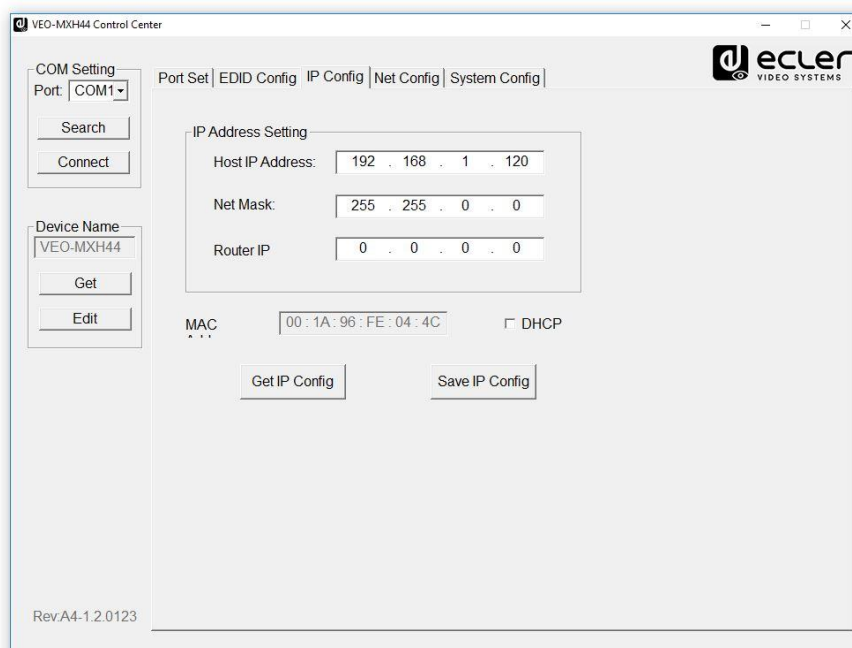 VEO-MXH44 Control Center
ecler
VIDEO SYSTEMS
COM Setting
Port: COM1
Search
Connect
Device Name
VEO-MXH44
Get
Edit
Rev:A4-1.2.0123
Port Set EDID Config IP Config Net Config System Config
IP Address Setting
Host IP Address: 192 . 168 . 1 . 120
Net Mask: 255 . 255 . 0 . 0
Router IP 0 . 0 . 0 . 0
MAC 00 : 1A : 96 : FE : 04 : 4C DHCP
Get IP Config Save IP Config